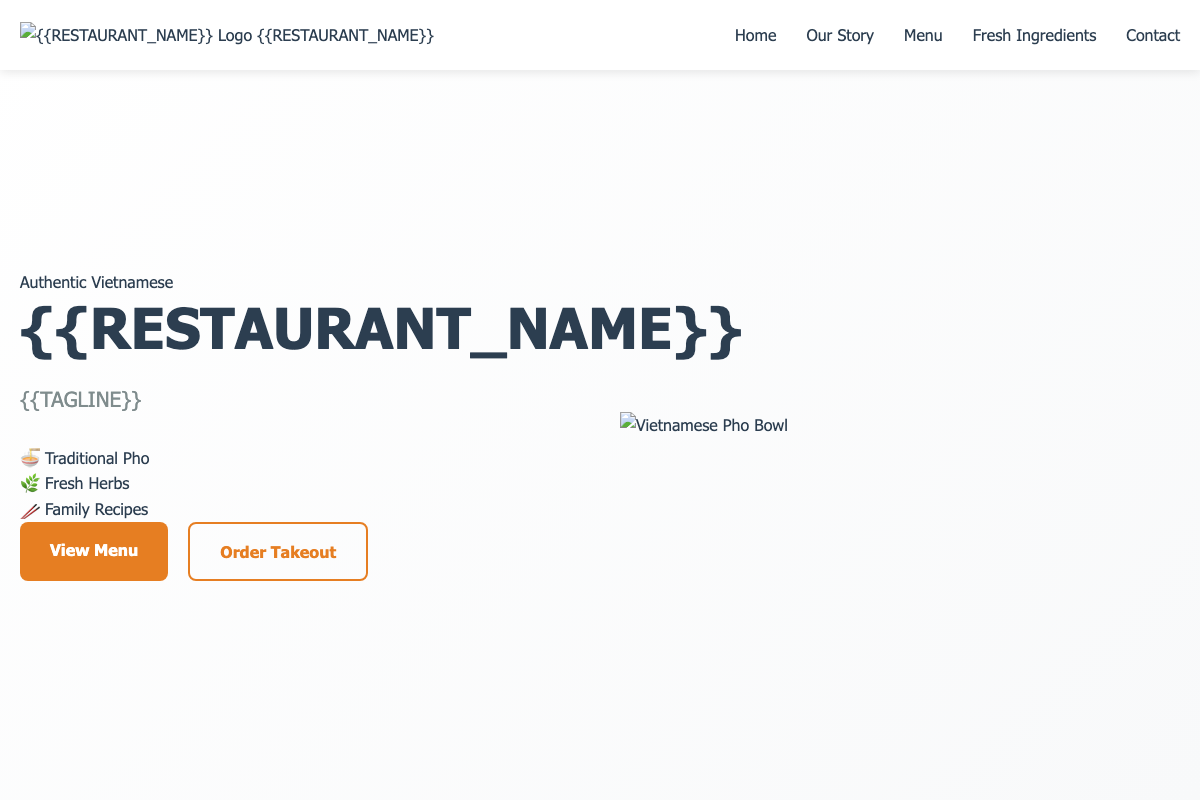 {{RESTAURANT_NAME}} Logo {{RESTAURANT_NAME}}
Home
Our Story
Menu
Fresh Ingredients
Contact
Authentic Vietnamese
{{RESTAURANT_NAME}}
{{TAGLINE}}
Vietnamese Pho Bowl
🍜 Traditional Pho
🌿 Fresh Herbs
🥢 Family Recipes
View Menu
Order Takeout